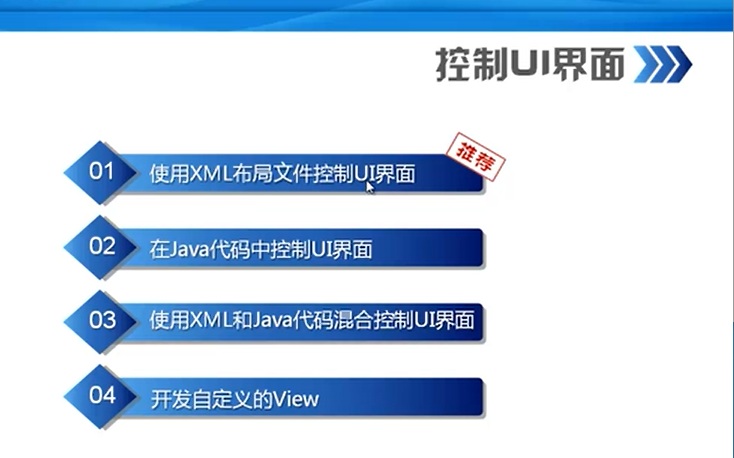 控制UI界面
01 使用XML布局文件控制UI界面
推荐
02 在Java代码中控制UI界面
03 使用XML和Java代码混合控制UI界面
04 开发自定义的View